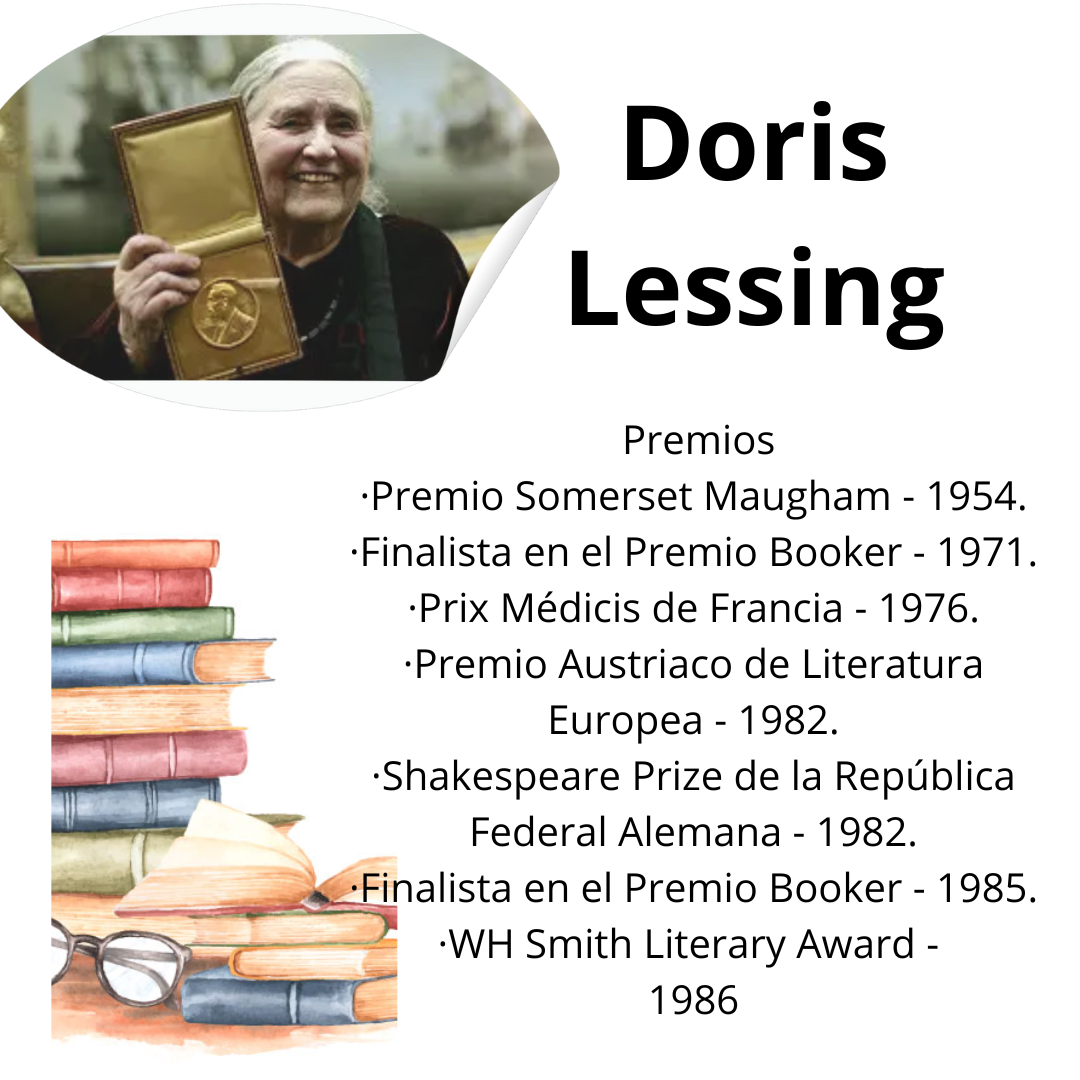 Doris
Lessing
Premios
·Premio Somerset Maugham - 1954.
·Finalista en el Premio Booker - 1971.
·Prix Médicis de Francia - 1976.
·Premio Austriaco de Literatura
Europea - 1982.
·Shakespeare Prize de la República
Federal Alemana - 1982.
·Finalista en el Premio Booker - 1985.
·WH Smith Literary Award -
1986